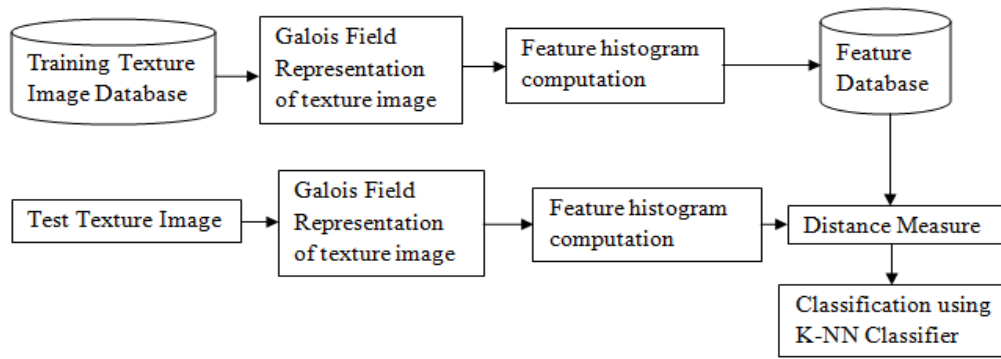 Training Texture
Image Database
Galois Field
Representation
of texture image
Feature histogram
computation
Feature
Database
Test Texture Image
Galois Field
Representation
of texture image
Feature histogram
computation
Distance Measure
Classification using
K-NN Classifier